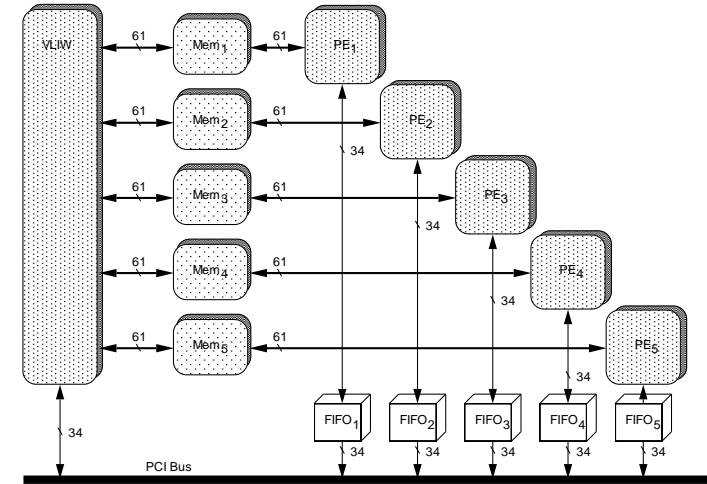 VLIW 61 Mem1 61 PE1
61 Mem2 61 PE2
34
61 Mem3 61 PE3
34
61 Mem4 61 PE4
34
61 Mem5 61 PE5
34
FIFO1 FIFO2 FIFO3 FIFO4 FIFO5
34
34 34 34 34 34
PCI Bus